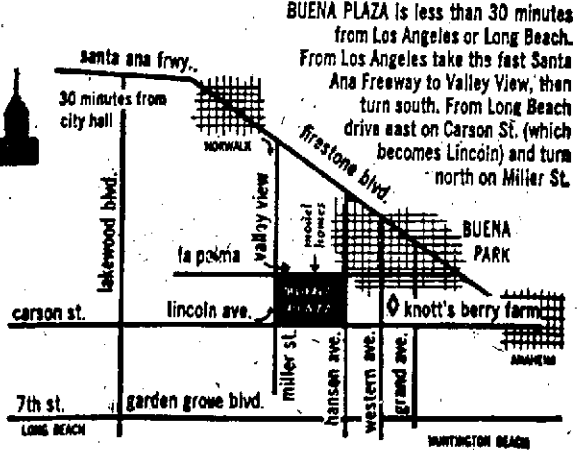 BUENA PLAZA is less than 30 minutes
from Los Angeles or Long Beach.
From Los Angeles take the fast Santa
Ana Freeway to Valley View, then
turn south. From Long Beach
drive east on Carson St. (which
becomes Lincoln) and turn
north on Miller St.
santa ana frwy.
30 minutes from
city hall
NORWALK
firestone blvd.
lakewood blvd.
valley view
model
homes
BUENA
PARK
la palma
BUENA
PLAZA
carson st.
lincoln ave.
knott's berry farm
ANAHEIM
miller st.
hanson ave.
western ave.
grand ave.
7th st.
garden grove blvd.
LONG BEACH
HUNTINGTON BEACH